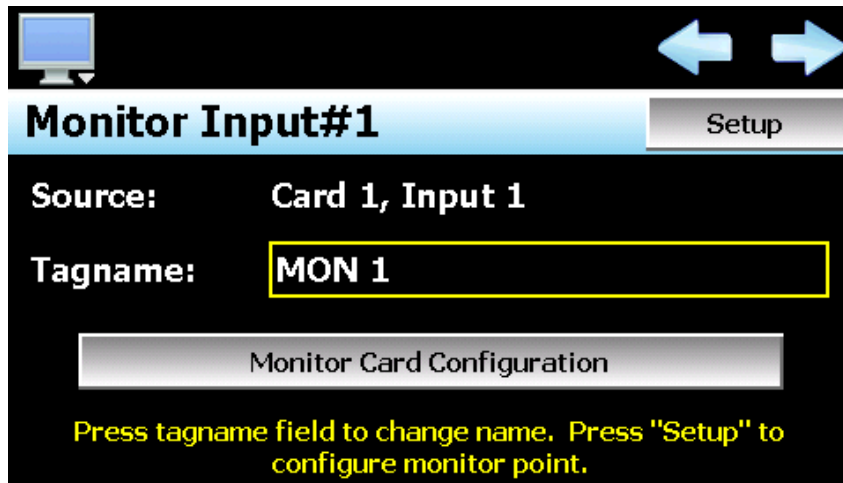 Monitor Input#1
Setup
Source: Card 1, Input 1
Tagname: MON 1
Monitor Card Configuration
Press tagname field to change name. Press "Setup" to
configure monitor point.